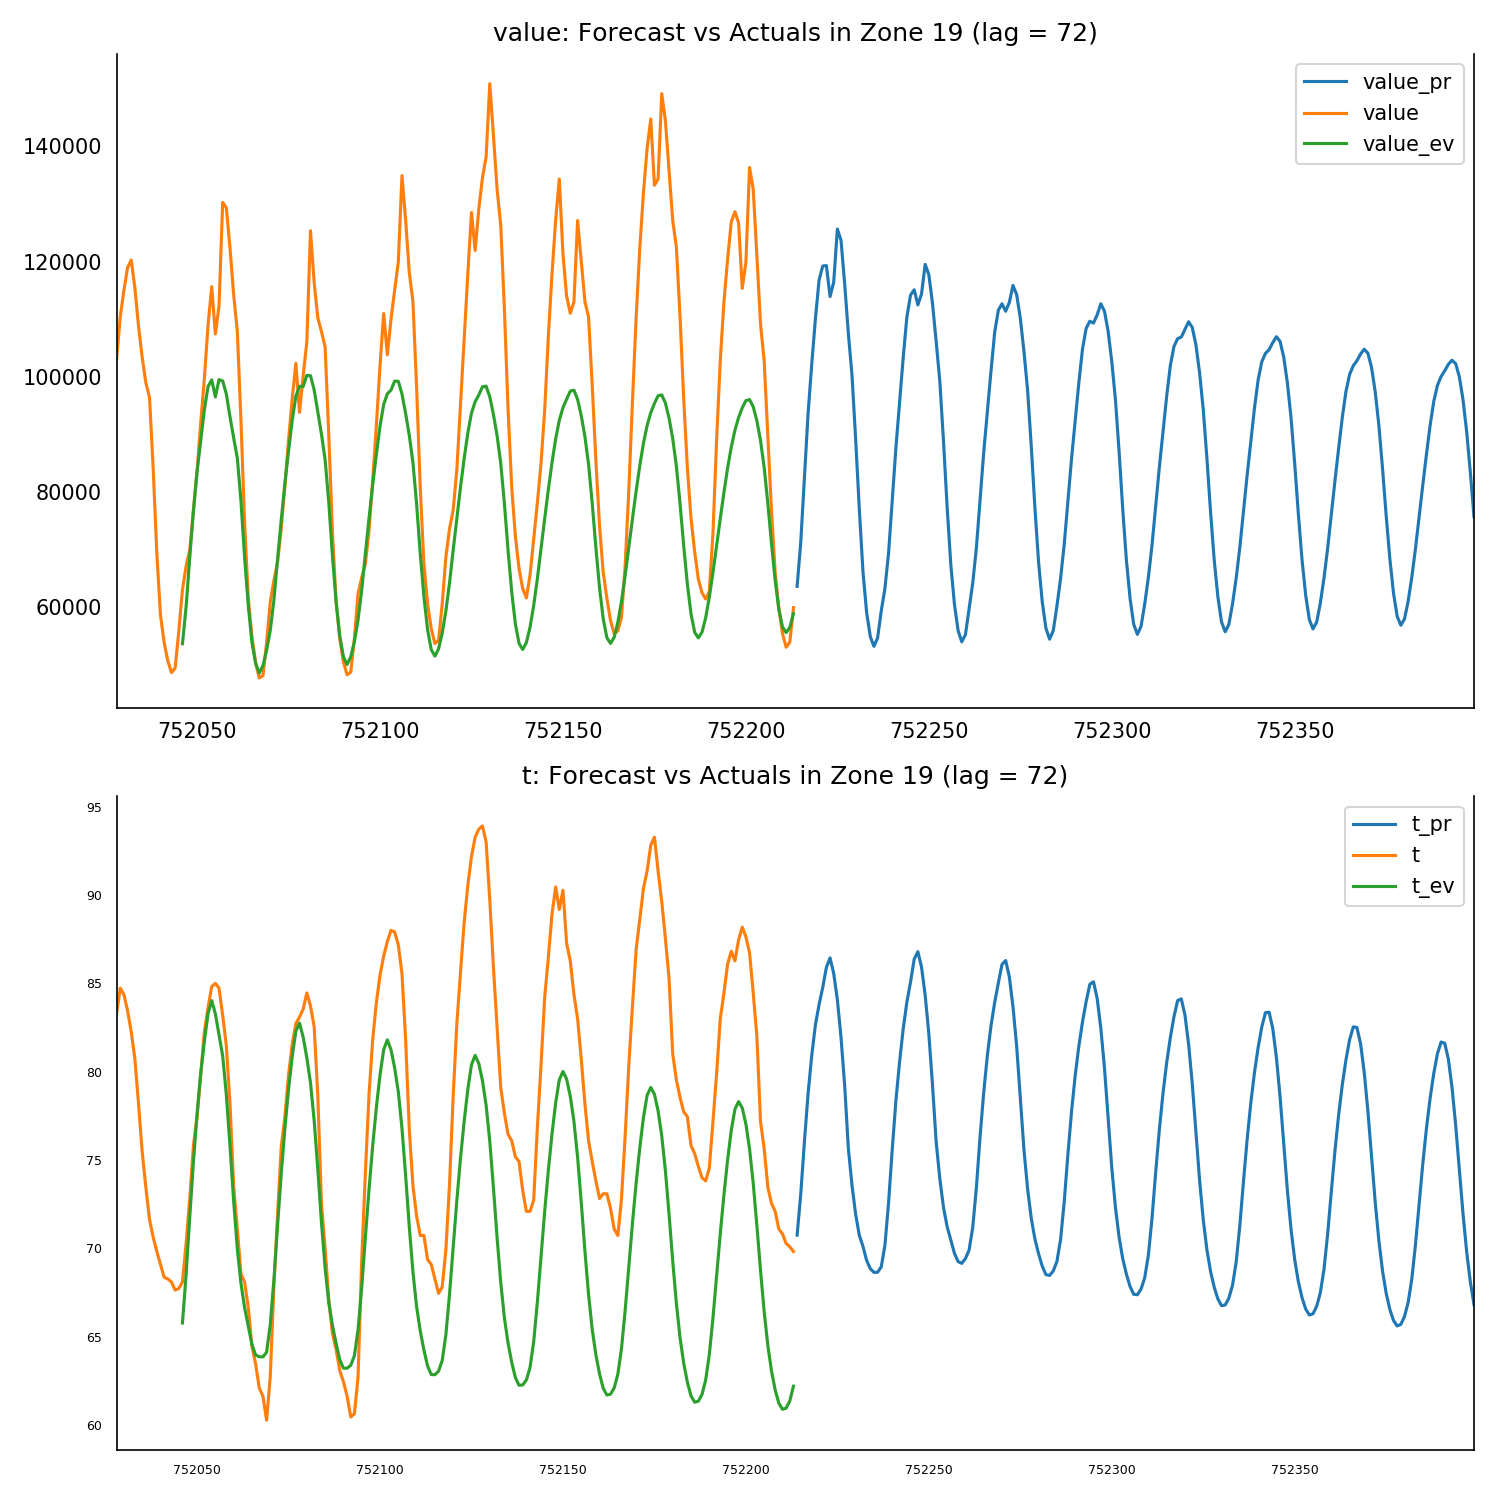 value: Forecast vs Actuals in Zone 19 (lag = 72)
value_pr
value
value_ev
140000
120000
100000
80000
60000
752050 752100 752150 752200 752250 752300 752350
t: Forecast vs Actuals in Zone 19 (lag = 72)
t_pr
t
t_ev
95
90
85
80
75
70
65
60
752050 752100 752150 752200 752250 752300 752350